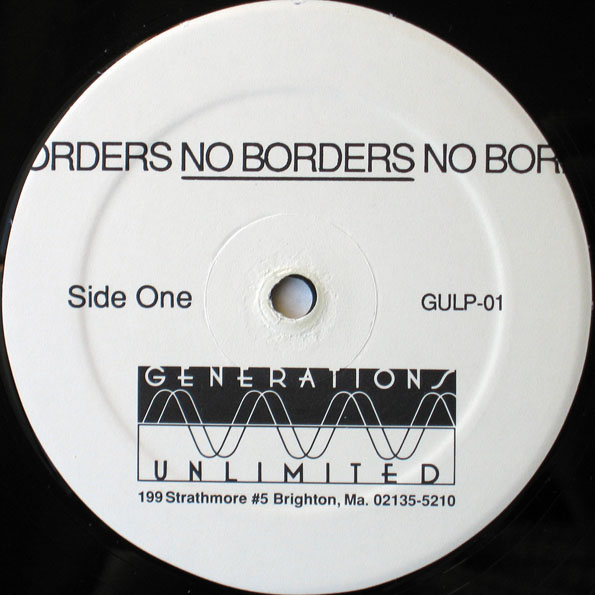 ORDERS NO BORDERS NO BOR
Side One
GULP-01
GENERATIONS
UNLIMITED
199 Strathmore #5 Brighton, Ma. 02135-5210